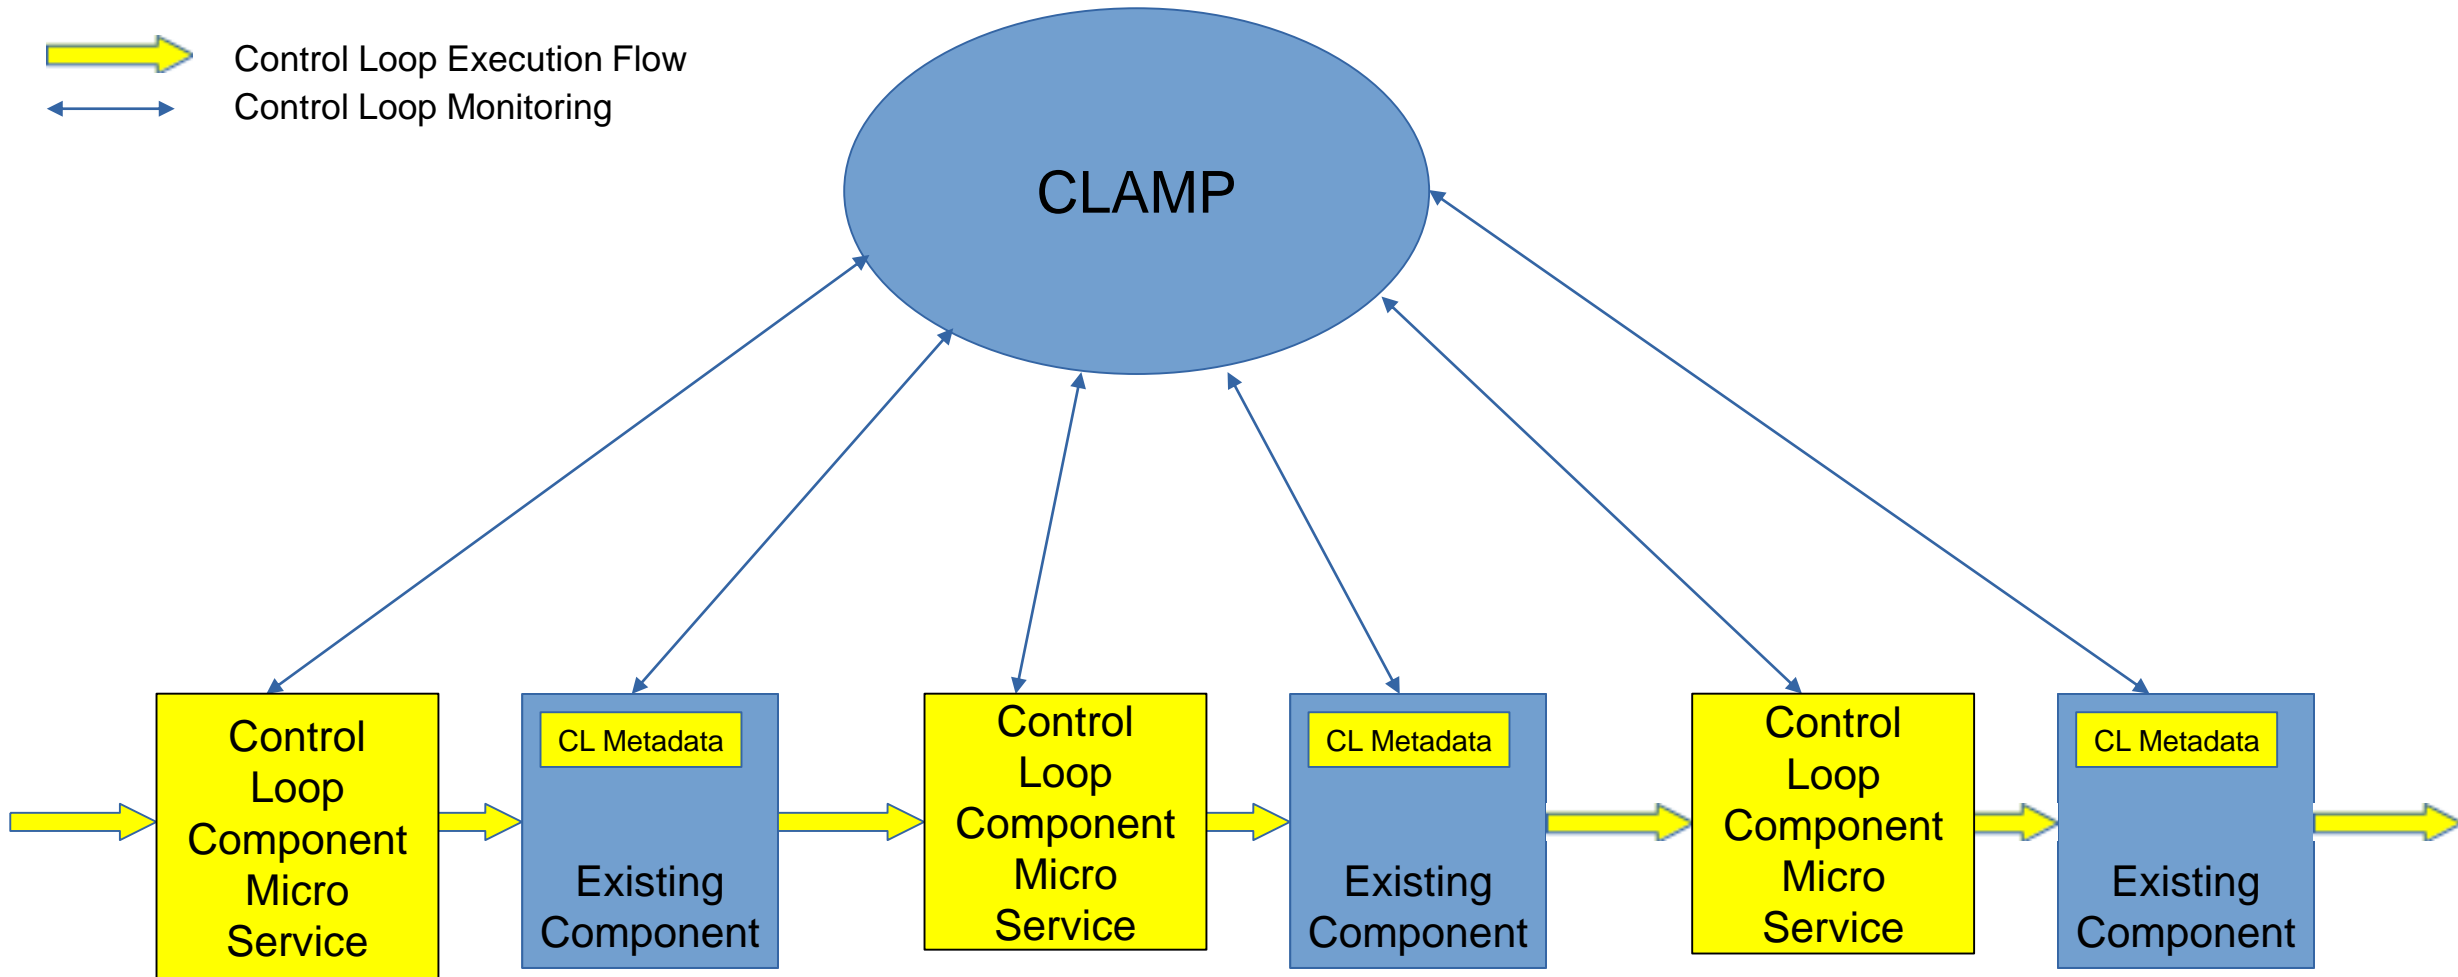 Control Loop Execution Flow
Control Loop Monitoring
CLAMP
Control
Loop
Component
Micro
Service
CL Metadata
Existing
Component
Control
Loop
Component
Micro
Service
CL Metadata
Existing
Component
Control
Loop
Component
Micro
Service
CL Metadata
Existing
Component